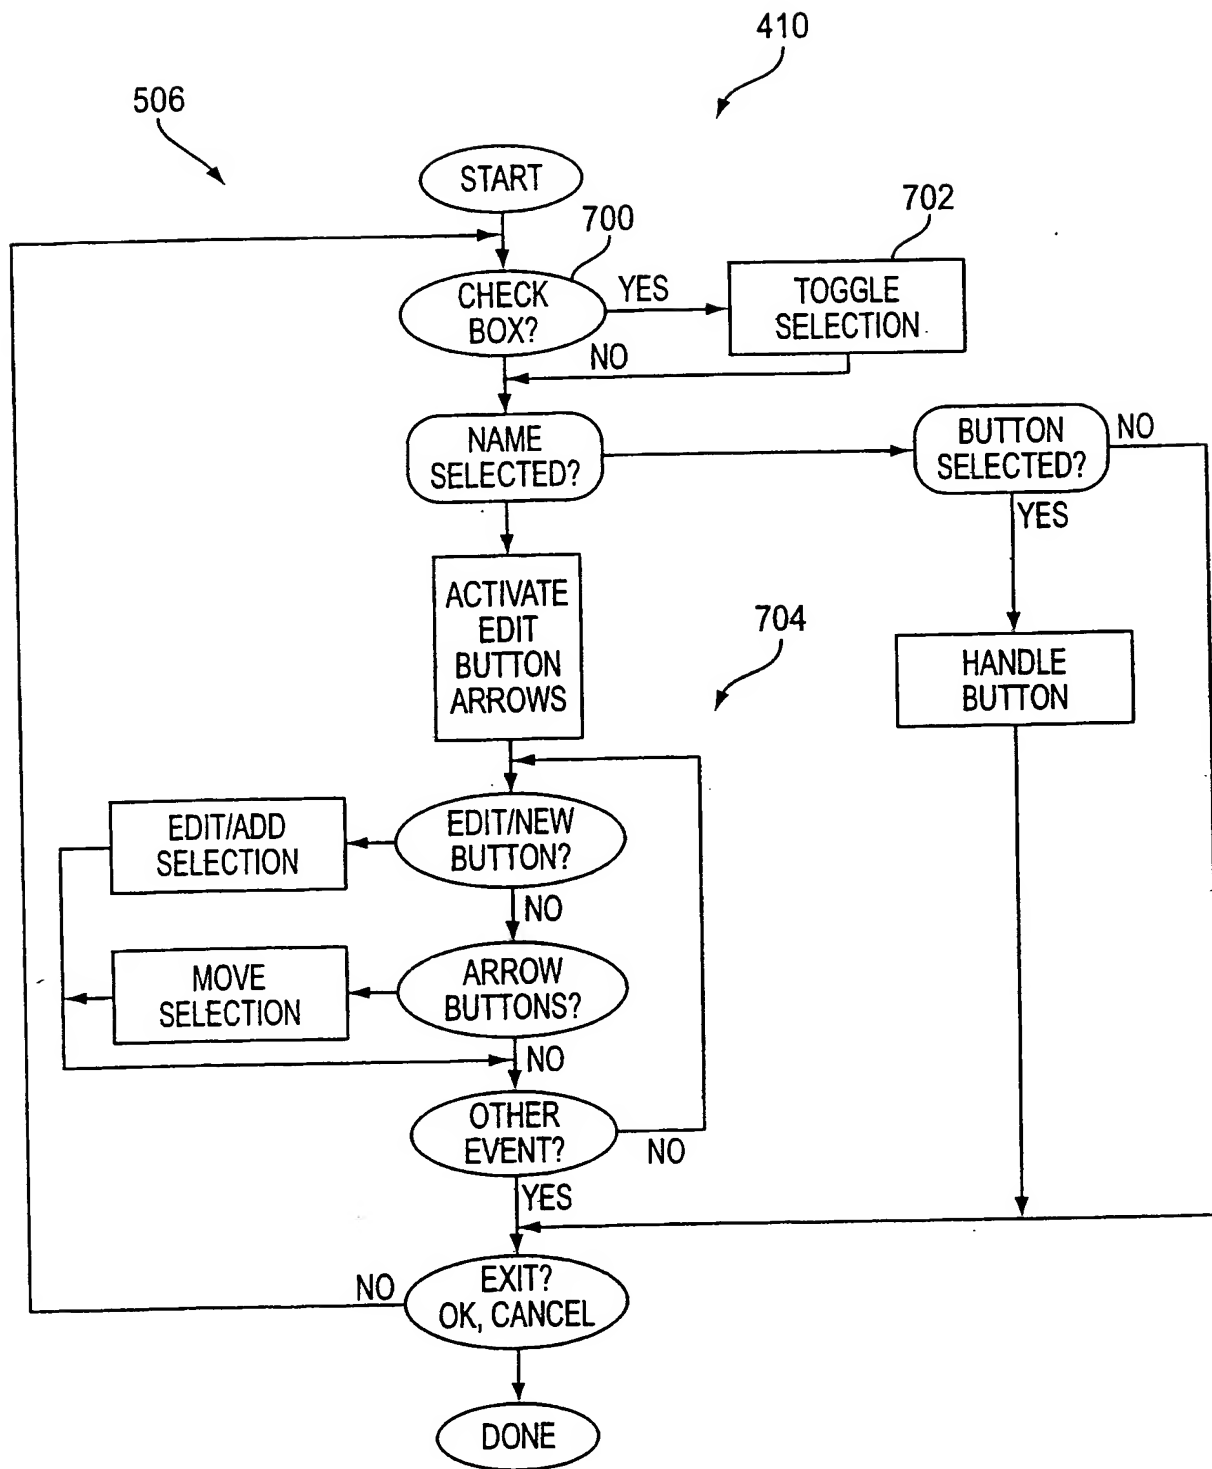 410
506
START
700
702
CHECK
BOX?
YES
TOGGLE
SELECTION
NO
NAME
SELECTED?
BUTTON
SELECTED?
NO
YES
ACTIVATE
EDIT
BUTTON
ARROWS
704
HANDLE
BUTTON
EDIT/ADD
SELECTION
EDIT/NEW
BUTTON?
NO
MOVE
SELECTION
ARROW
BUTTONS?
NO
OTHER
EVENT?
NO
YES
NO
EXIT?
OK, CANCEL
DONE